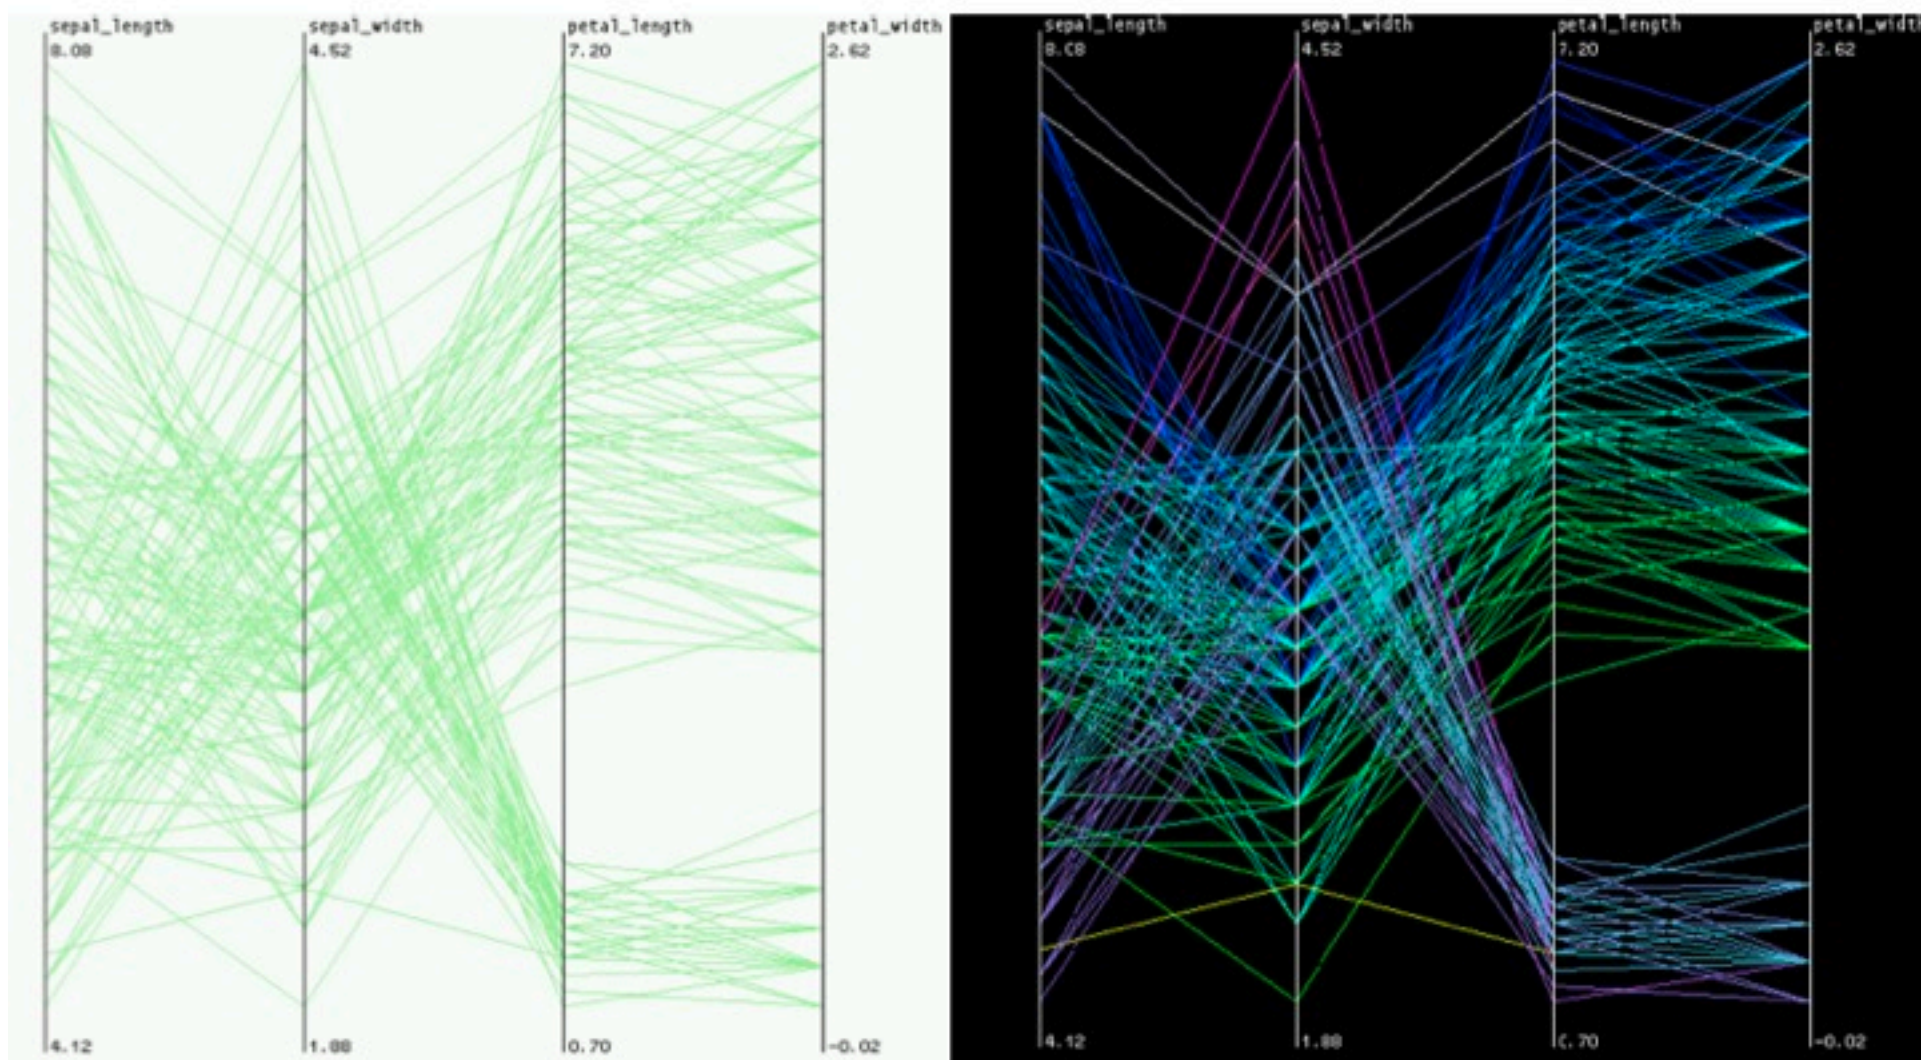 sepal_length sepal_width petal_length petal_width
8.08 4.52 7.20 2.62
4.12 1.88 0.70 -0.02
sepal_length sepal_width petal_length petal_width
8.C8 4.52 7.20 2.62
4.12 1.88 C.70 -0.02